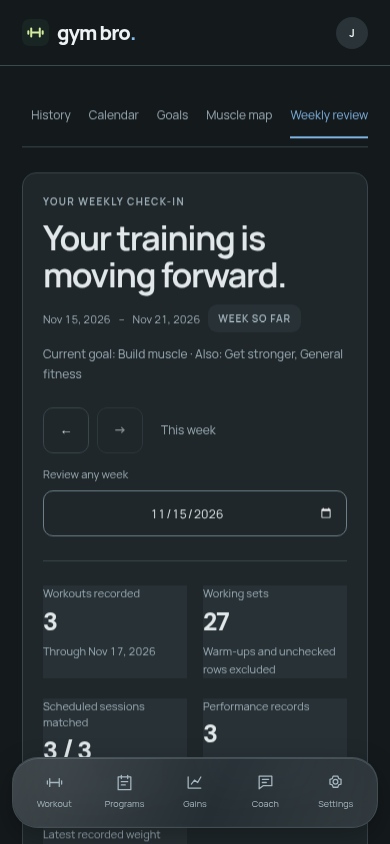 gym bro.
J
History Calendar Goals Muscle map Weekly review
YOUR WEEKLY CHECK-IN
Your training is
moving forward.
Nov 15, 2026 – Nov 21, 2026 WEEK SO FAR
Current goal: Build muscle · Also: Get stronger, General
fitness
← → This week
Review any week
11/15/2026
Workouts recorded
3
Through Nov 17, 2026
Working sets
27
Warm-ups and unchecked
rows excluded
Scheduled sessions
matched
3 / 3
Performance records
3
Workout Programs Gains Coach Settings
Latest recorded weight